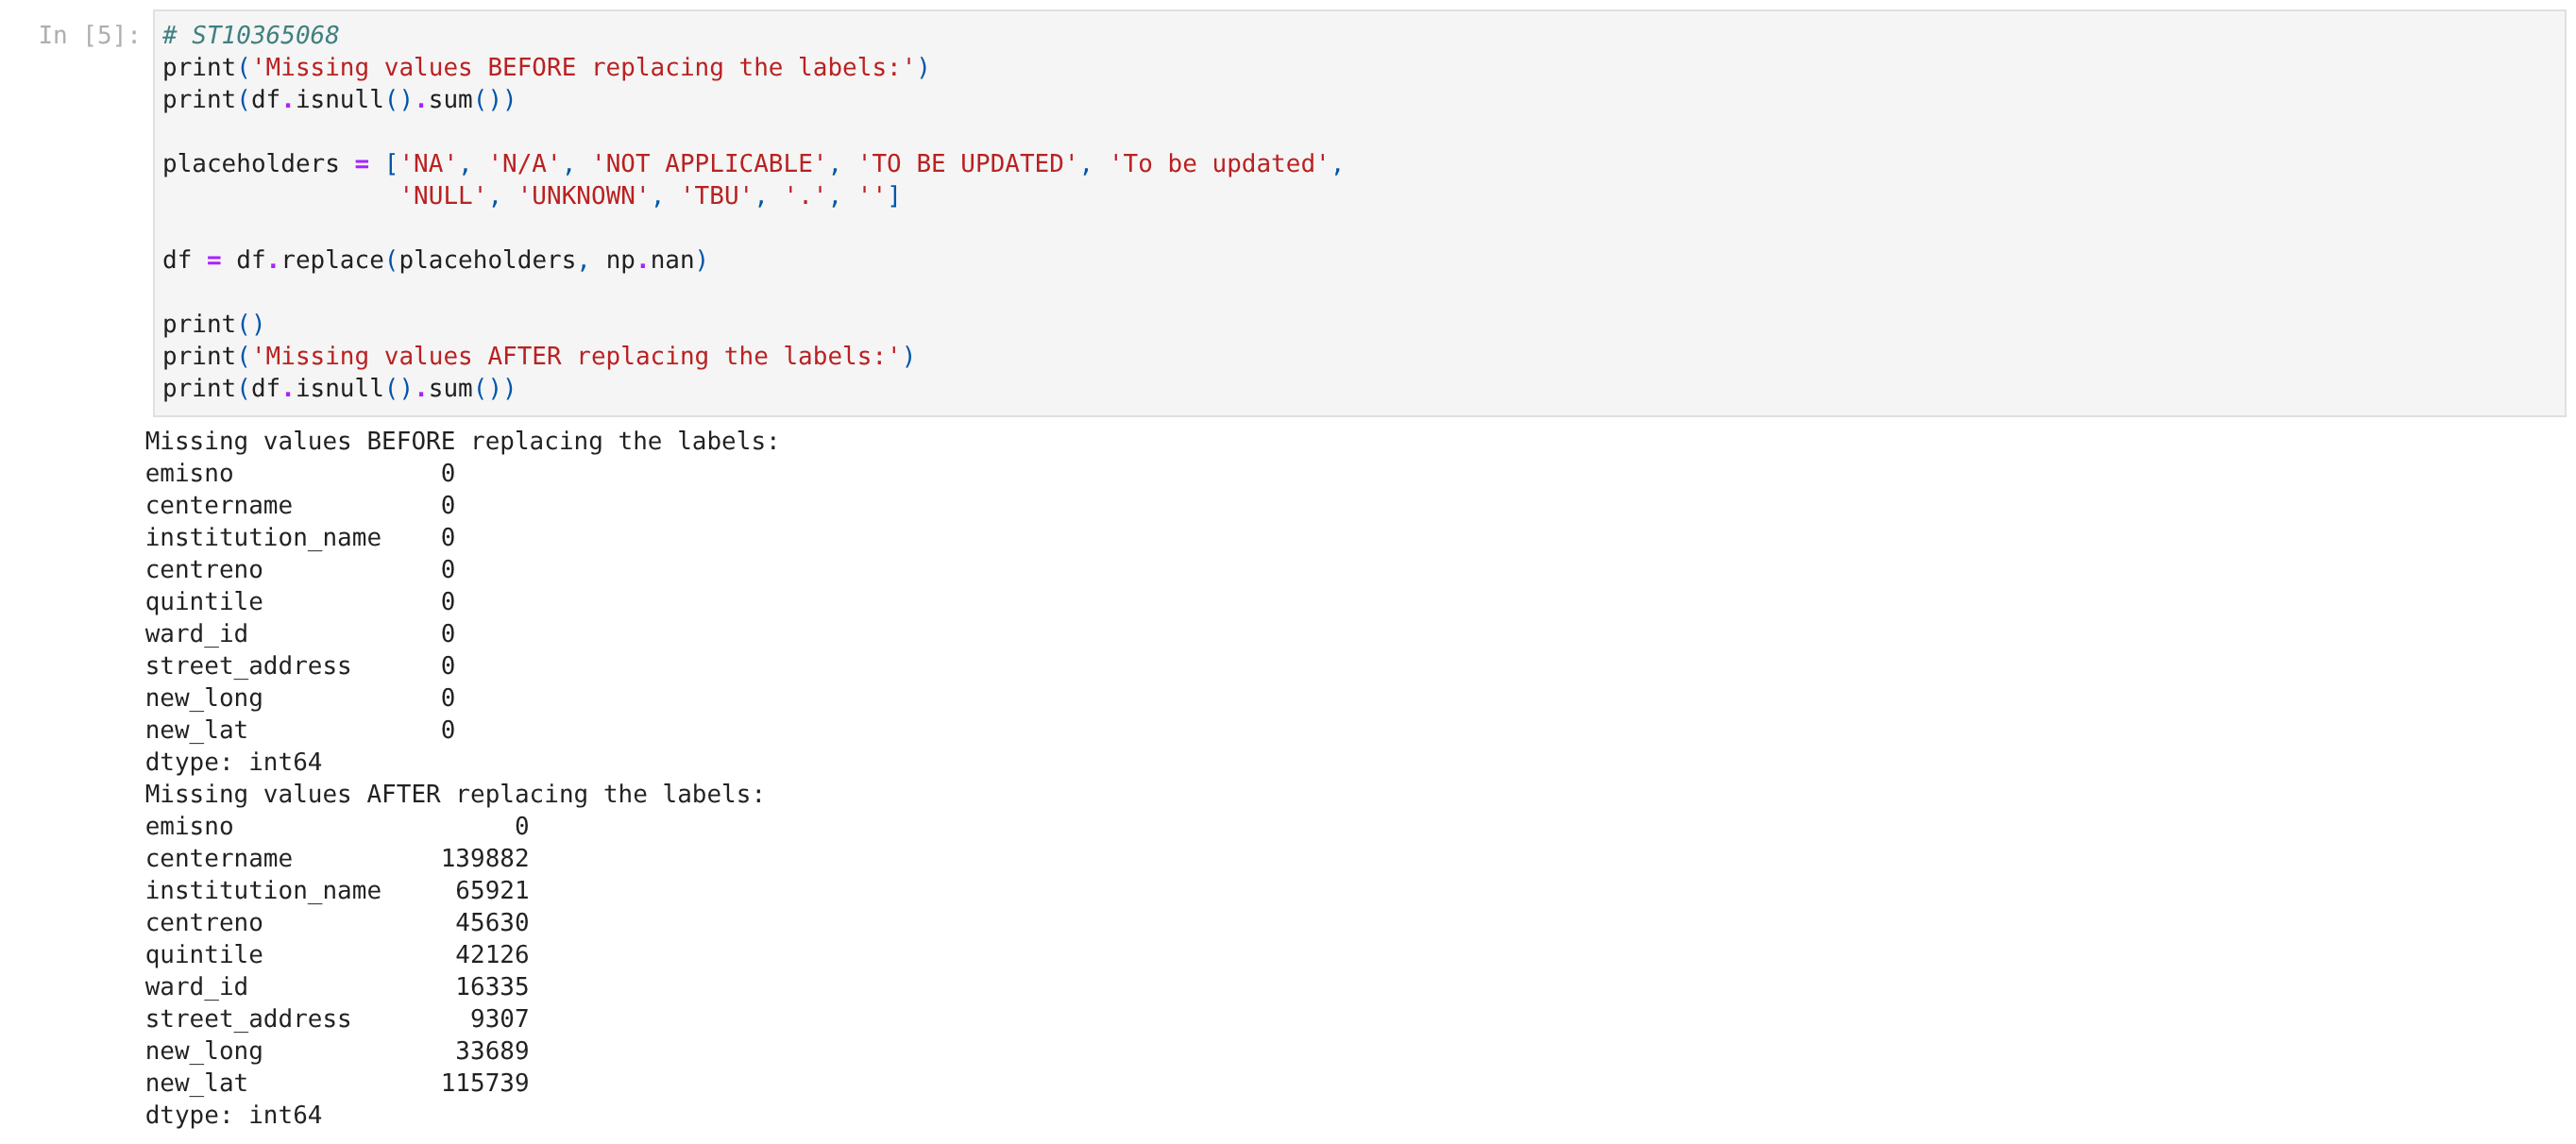 In [5]: # ST10365068
print('Missing values BEFORE replacing the labels:')
print(df.isnull().sum())
placeholders = ['NA', 'N/A', 'NOT APPLICABLE', 'TO BE UPDATED', 'To be updated',
'NULL', 'UNKNOWN', 'TBU', '.', '']
df = df.replace(placeholders, np.nan)
print()
print('Missing values AFTER replacing the labels:')
print(df.isnull().sum())
Missing values BEFORE replacing the labels:
emisno 0
centername 0
institution_name 0
centreno 0
quintile 0
ward_id 0
street_address 0
new_long 0
new_lat 0
dtype: int64
Missing values AFTER replacing the labels:
emisno 0
centername 139882
institution_name 65921
centreno 45630
quintile 42126
ward_id 16335
street_address 9307
new_long 33689
new_lat 115739
dtype: int64